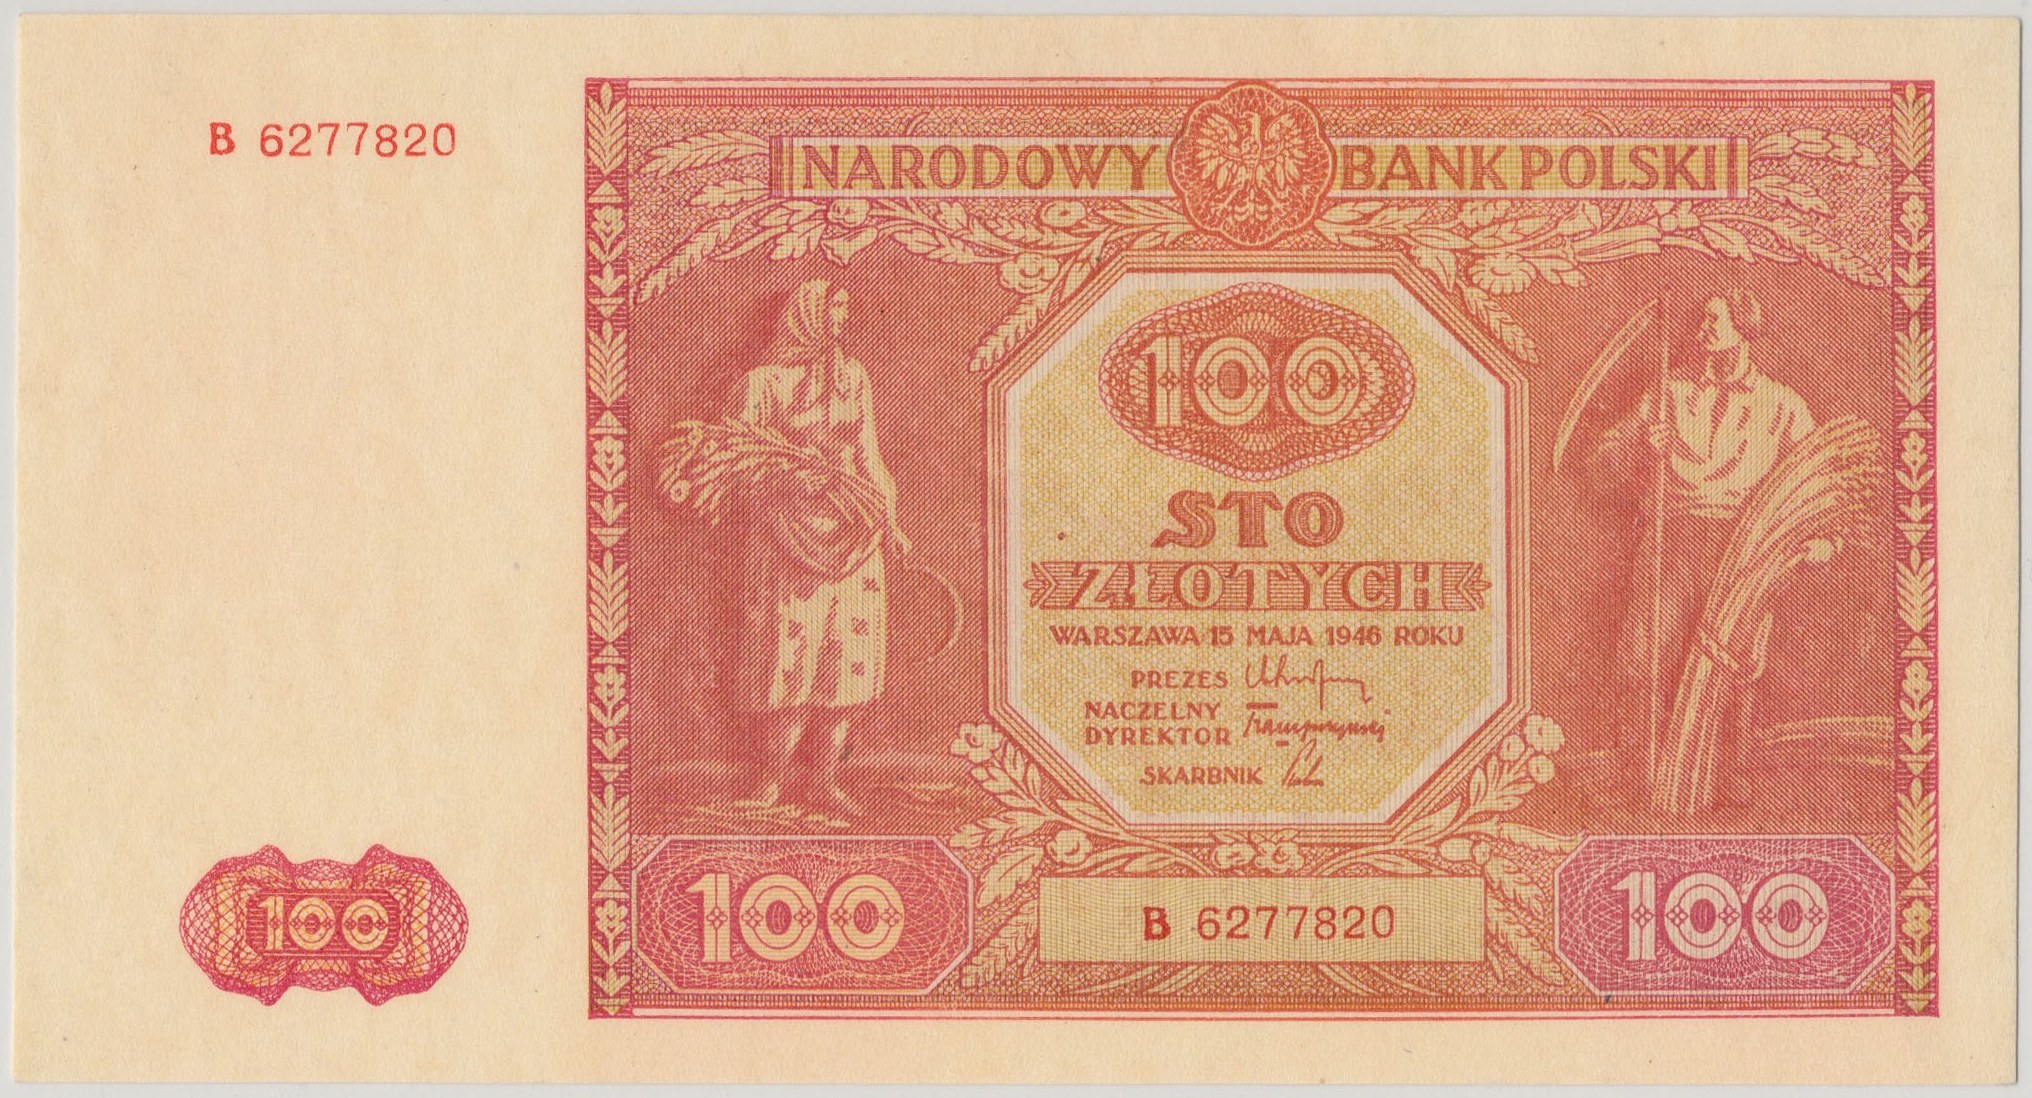 B 6277820
NARODOWY BANK POLSKI
100
STO
ZŁOTYCH
WARSZAWA 15 MAJA 1946 ROKU
PREZES
NACZELNY
DYREKTOR
SKARBNIK
100
100
B 6277820
100